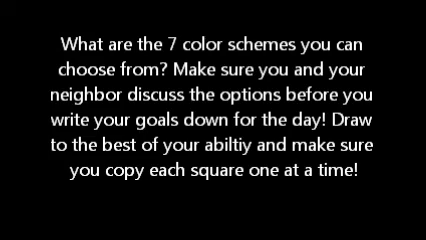 What are the 7 color schemes you can
choose from? Make sure you and your
neighbor discuss the options before you
write your goals down for the day! Draw
to the best of your abiltiy and make sure
you copy each square one at a time!